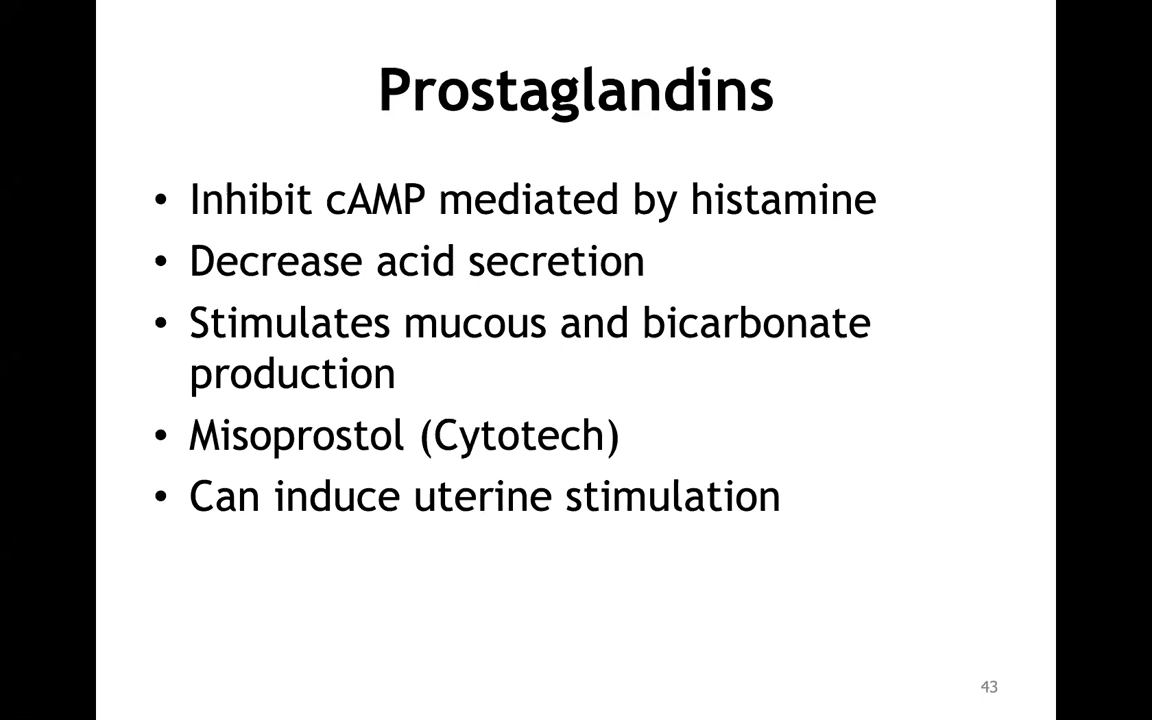 Prostaglandins
• Inhibit cAMP mediated by histamine
• Decrease acid secretion
• Stimulates mucous and bicarbonate
production
• Misoprostol (Cytotech)
• Can induce uterine stimulation
43